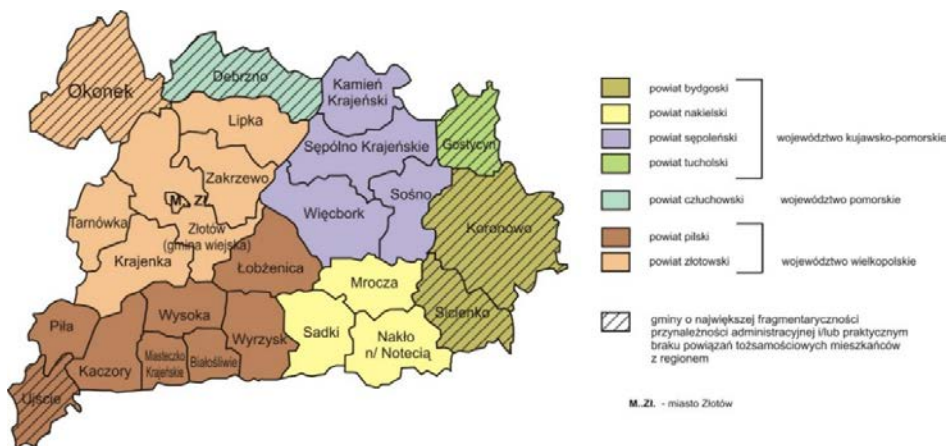 Okonek
Debrzno
Kamień
Krajeński
Lipka
Sępólno Krajeńskie
Gostycyn
Zakrzewo
M..Zł.
Sośno
Więcbork
Tarnówka
Złotów
(gmina wiejska)
Koronowo
Krajenka
Łobżenica
Mrocza
Sicienko
Piła
Wysoka
Wyrzysk
Sadki
Nakło
n/ Notecią
Kaczory
Miasteczko
Krajeńskie
Białośliwie
Ujście
powiat bydgoski
powiat nakielski
powiat sępoleński
powiat tucholski
województwo kujawsko-pomorskie
powiat człuchowski
województwo pomorskie
powiat pilski
powiat złotowski
województwo wielkopolskie
gminy o największej fragmentaryczności
przynależności administracyjnej i/lub praktycznym
braku powiązań tożsamościowych mieszkańców
z regionem
M..Zł. - miasto Złotów